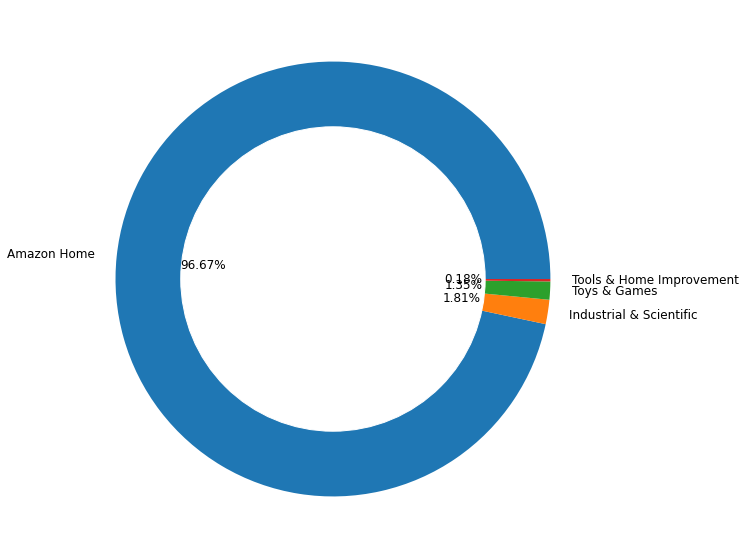 Amazon Home
96.67%
0.18%
Tools & Home Improvement
1.35%
Toys & Games
1.81%
Industrial & Scientific